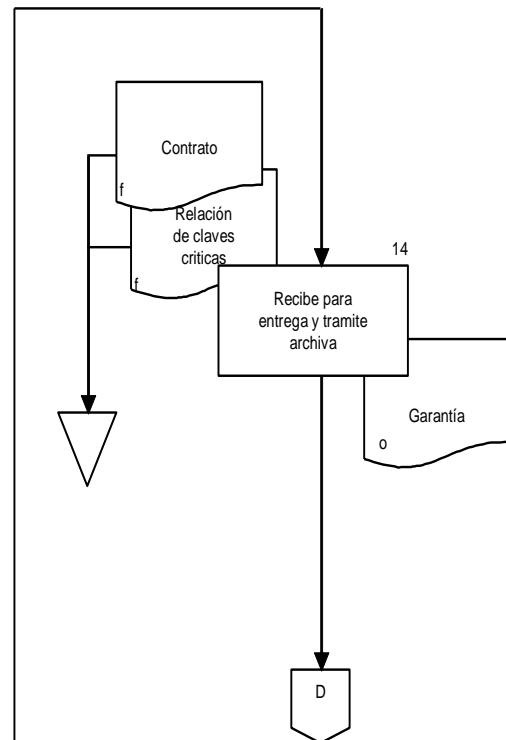 Contrato
f
Relación
de claves
criticas
f
14
Recibe para
entrega y tramite
archiva
Garantía
o
D